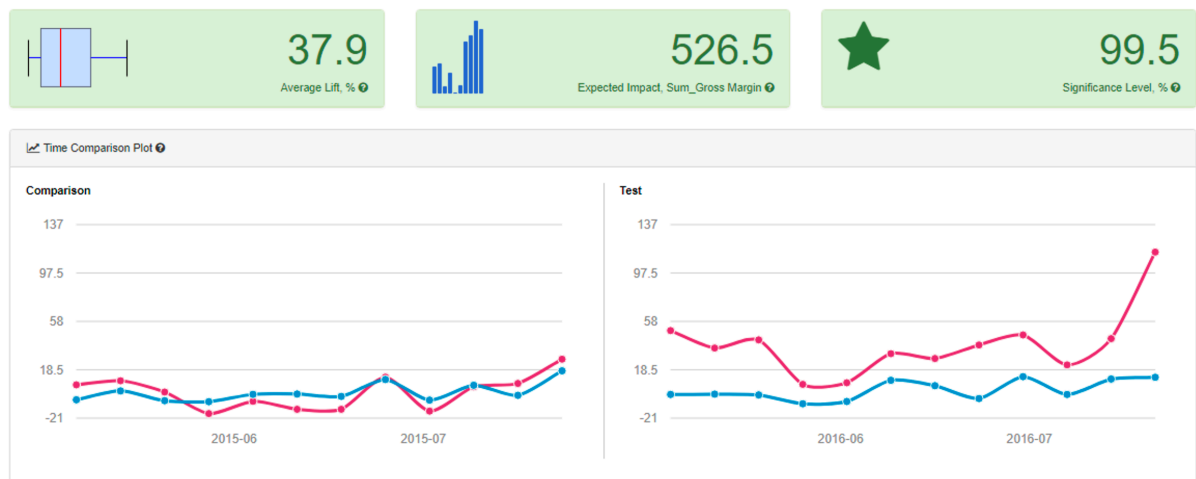 37.9
Average Lift, %
526.5
Expected Impact, Sum_Gross Margin
99.5
Significance Level, %
Time Comparison Plot
Comparison
137
97.5
58
18.5
-21
2015-06 2015-07
Test
137
97.5
58
18.5
-21
2016-06 2016-07